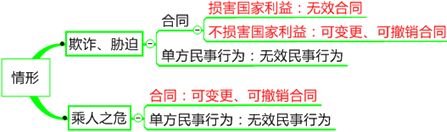 情形
欺诈、胁迫
合同
损害国家利益：无效合同
不损害国家利益：可变更、可撤销合同
单方民事行为：无效民事行为
乘人之危
合同：可变更、可撤销合同
单方民事行为：无效民事行为